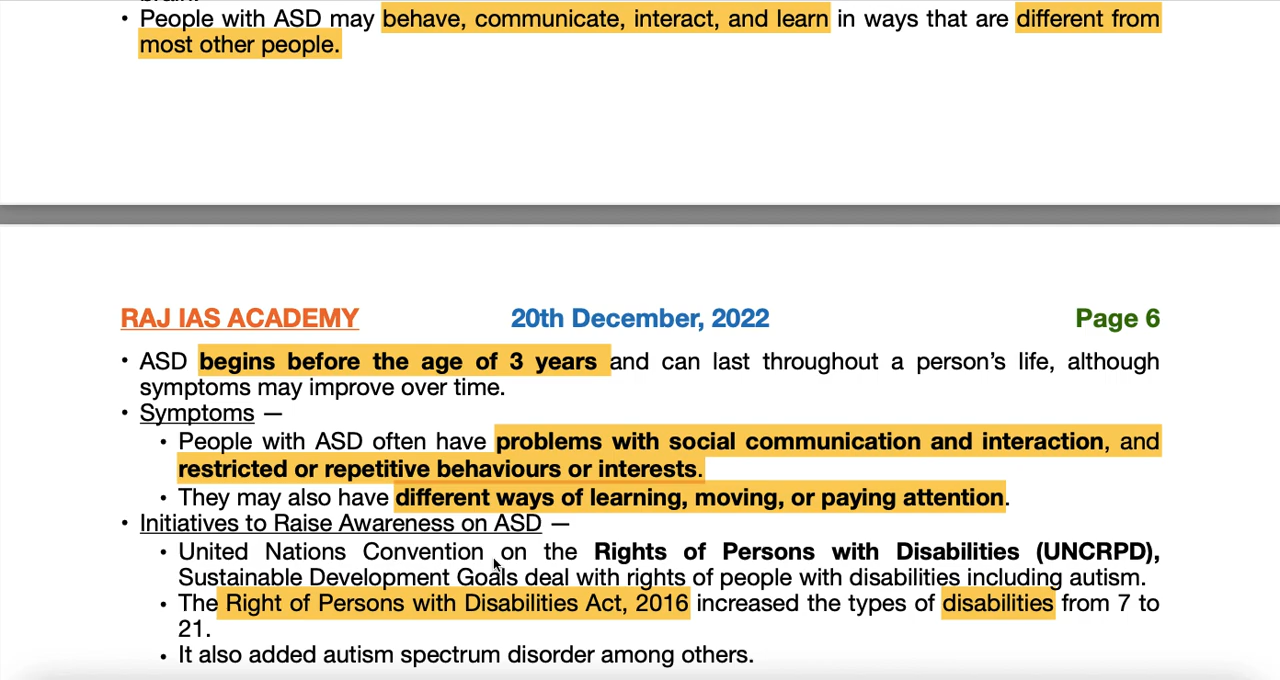 • People with ASD may behave, communicate, interact, and learn in ways that are different from
most other people.
RAJ IAS ACADEMY 20th December, 2022 Page 6
• ASD begins before the age of 3 years and can last throughout a person’s life, although
symptoms may improve over time.
• Symptoms —
• People with ASD often have problems with social communication and interaction, and
restricted or repetitive behaviours or interests.
• They may also have different ways of learning, moving, or paying attention.
• Initiatives to Raise Awareness on ASD —
• United Nations Convention on the Rights of Persons with Disabilities (UNCRPD),
Sustainable Development Goals deal with rights of people with disabilities including autism.
• The Right of Persons with Disabilities Act, 2016 increased the types of disabilities from 7 to
21.
• It also added autism spectrum disorder among others.